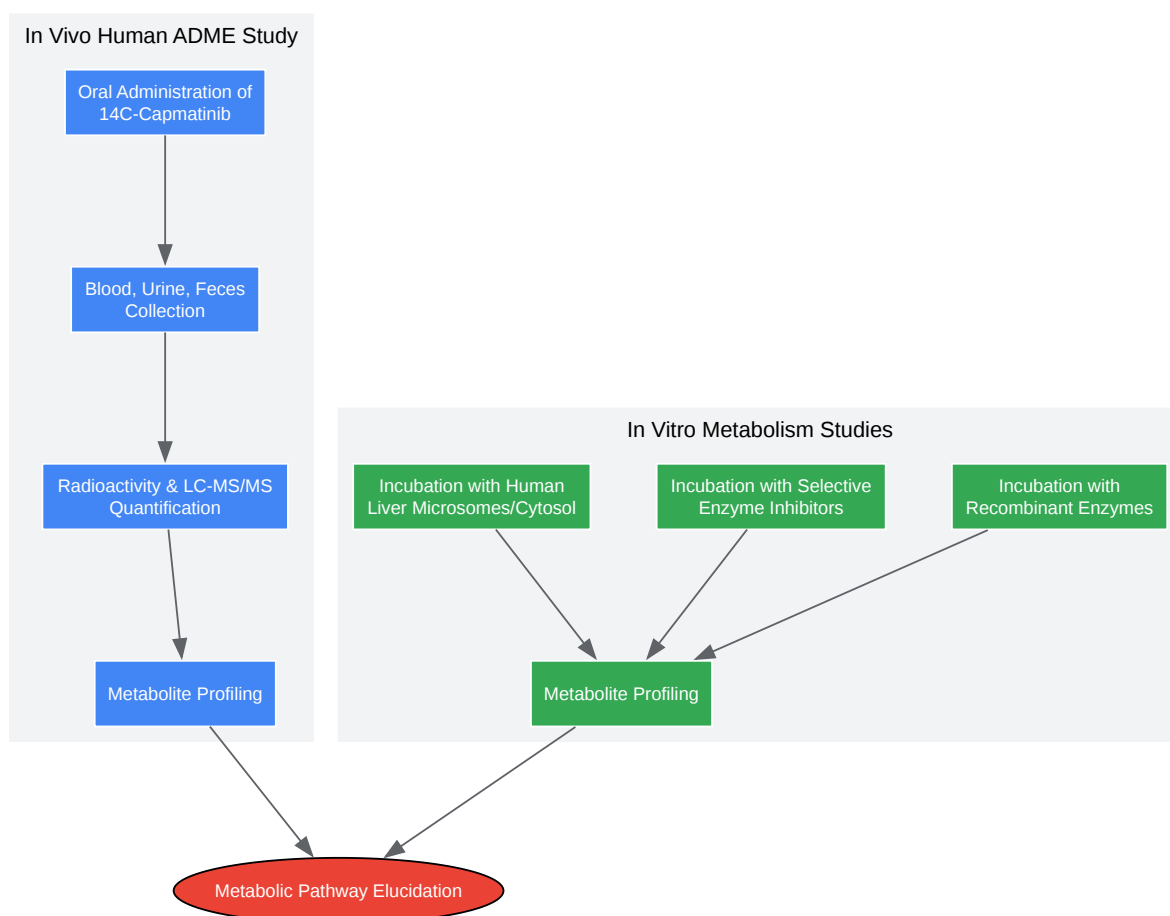 In Vivo Human ADME Study
Oral Administration of
14C-Capmatinib
Blood, Urine, Feces
Collection
Radioactivity & LC-MS/MS
Quantification
Metabolite Profiling
In Vitro Metabolism Studies
Incubation with Human
Liver Microsomes/Cytosol
Incubation with Selective
Enzyme Inhibitors
Incubation with
Recombinant Enzymes
Metabolite Profiling
Metabolic Pathway Elucidation